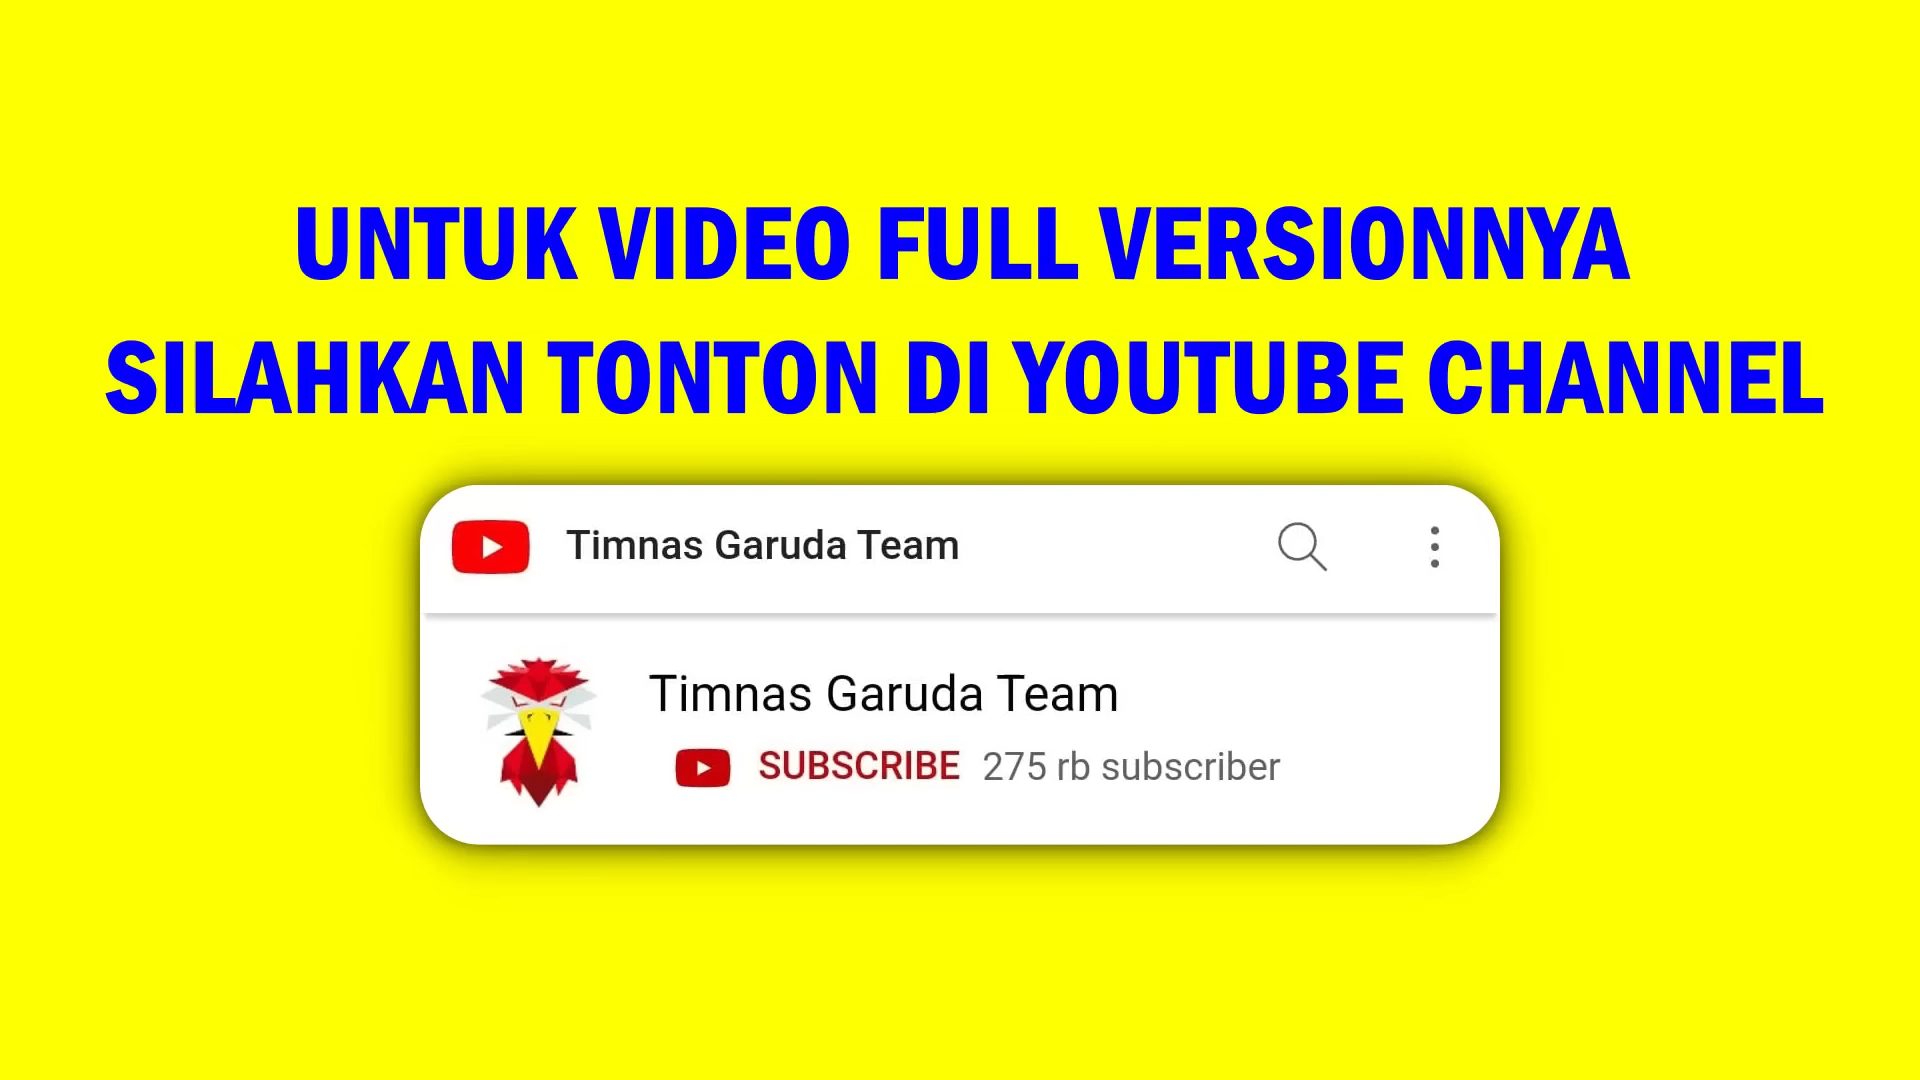 UNTUK VIDEO FULL VERSIONNYA
SILAHKAN TONTON DI YOUTUBE CHANNEL
Timnas Garuda Team
Timnas Garuda Team
SUBSCRIBE 275 rb subscriber